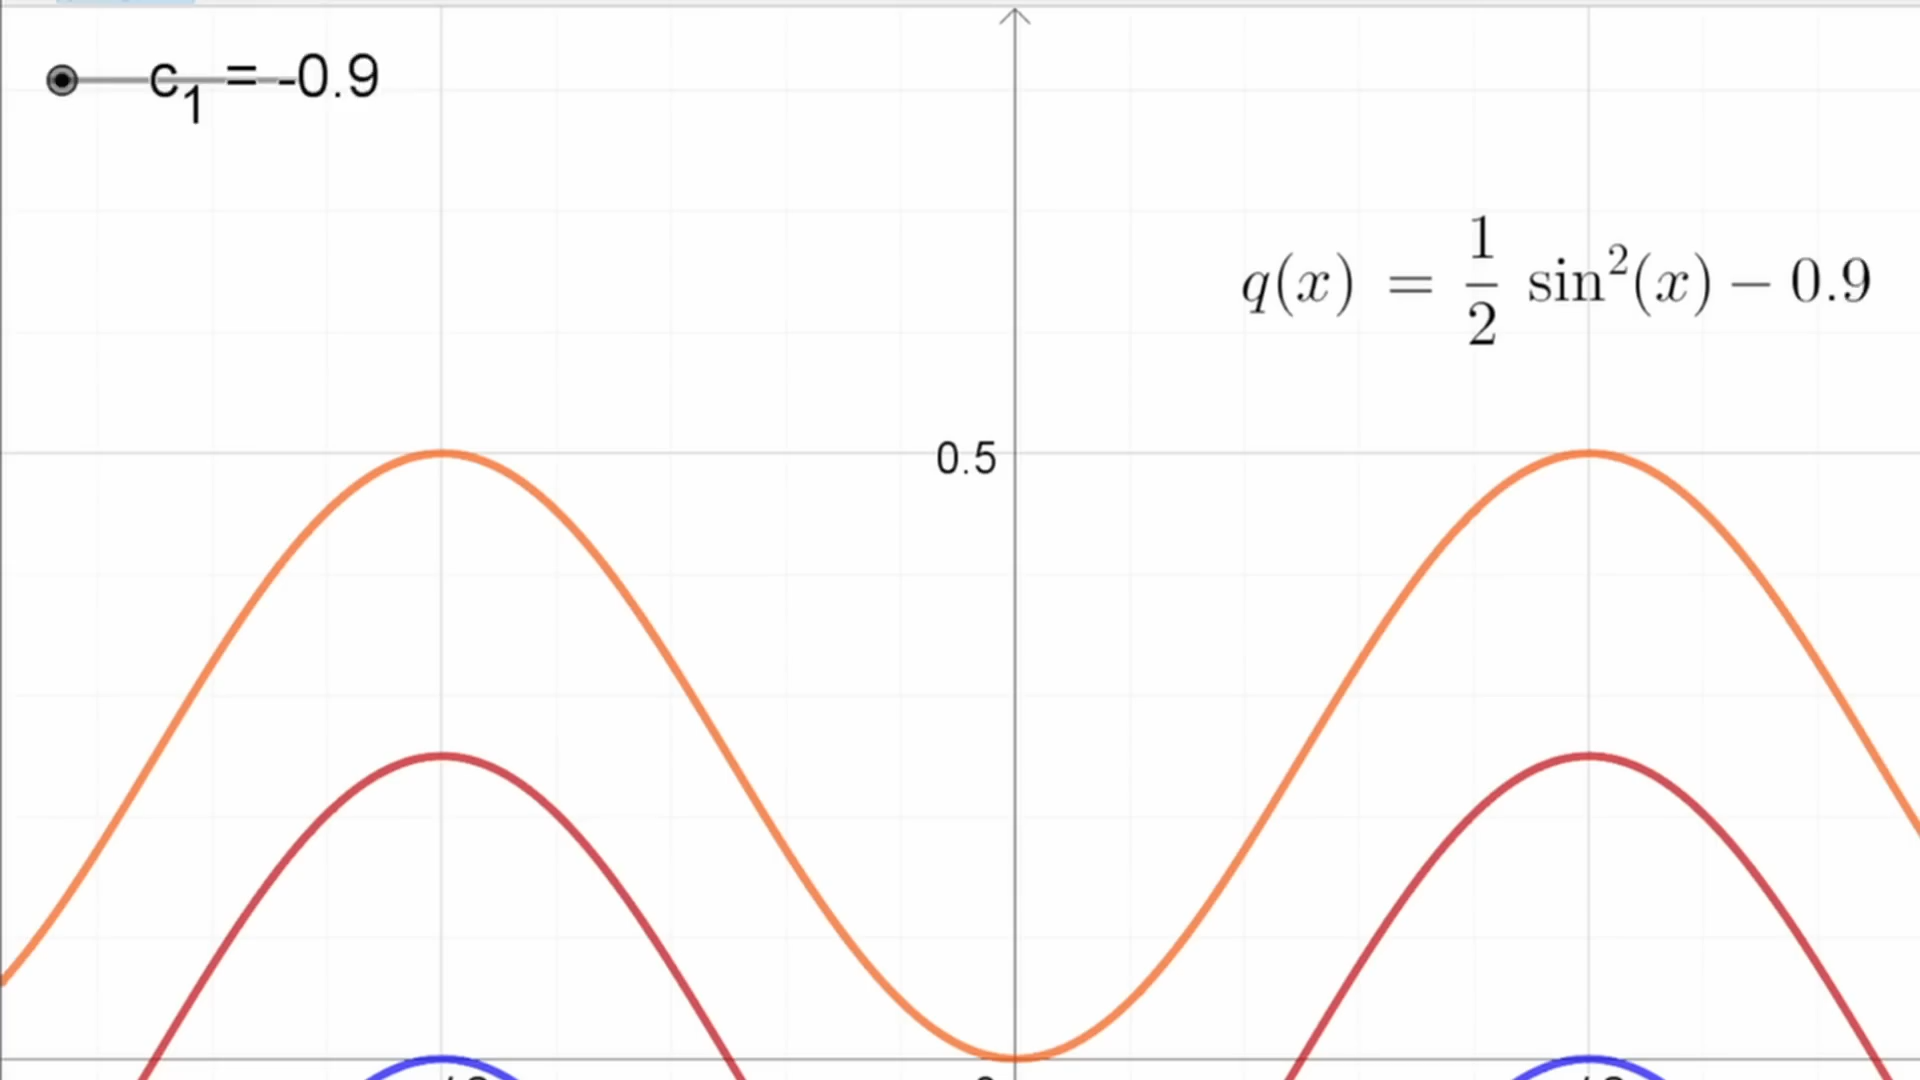 c₁ = -0.9
q(x) = 1/2 sin²(x) − 0.9
0.5